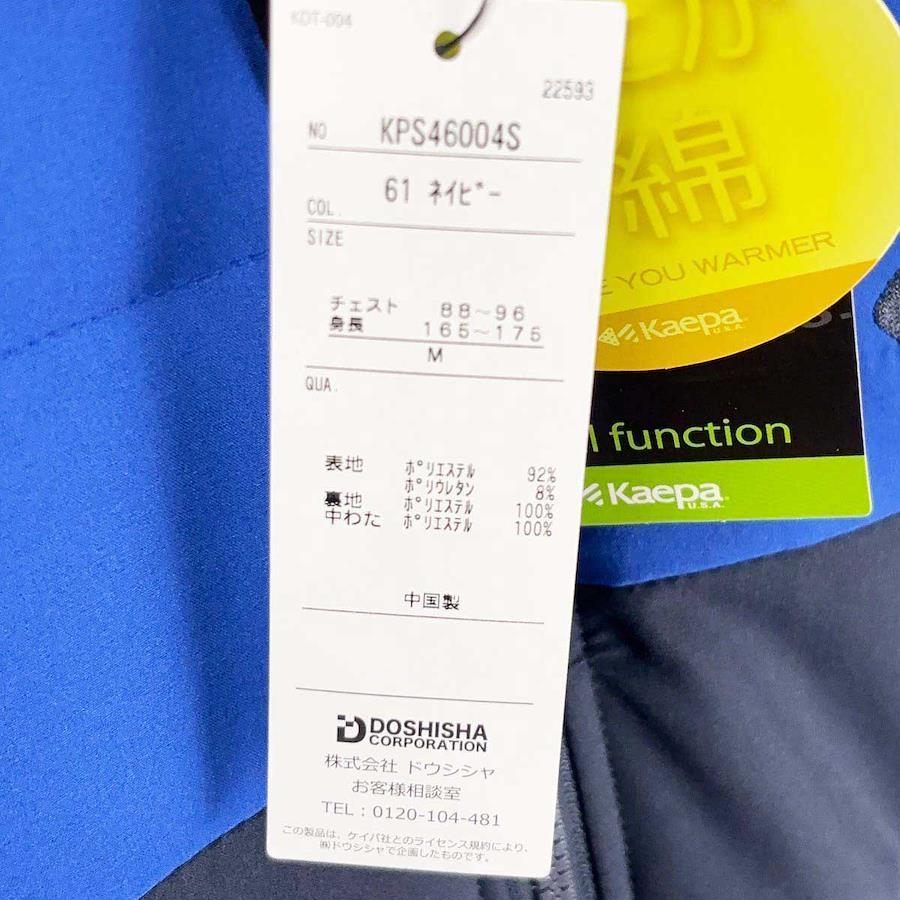 KDT-004
22593
NO KPS46004S
COL. 61 ネイビー
SIZE
チェスト 88〜96
身長 165〜175
M
QUA.
表地 ポリエステル 92%
ポリウレタン 8%
裏地 ポリエステル 100%
中わた ポリエステル 100%
中国製
DOSHISHA
CORPORATION
株式会社 ドウシシャ
お客様相談室
TEL:0120-104-481
この製品は、ケイパ社とのライセンス規約により、
㈱ドウシシャで企画したものです。
綿
YOU WARMER
Kaepa
U.S.A.
function
Kaepa
U.S.A.